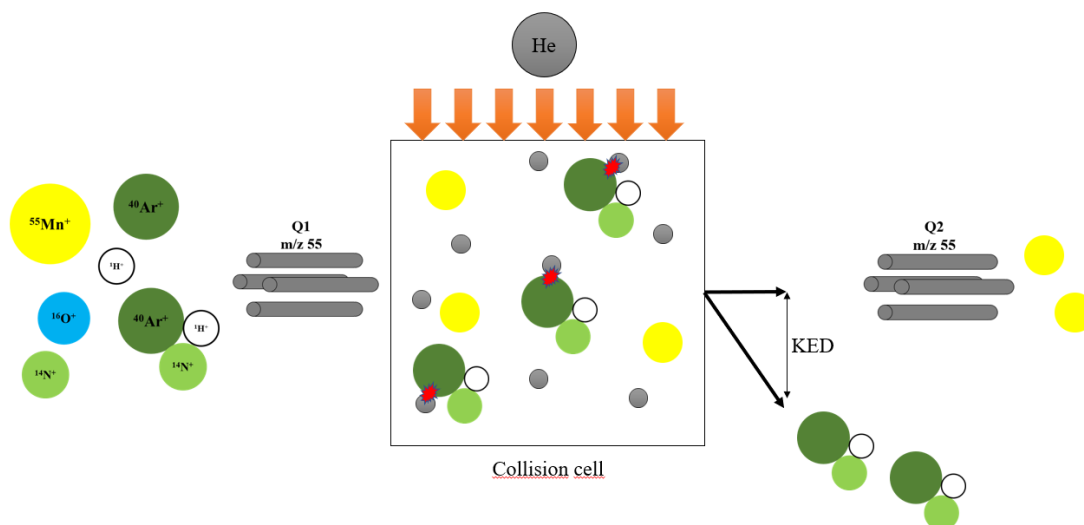 He
⁵⁵Mn⁺
⁴⁰Ar⁺
¹H⁺
¹⁶O⁺
⁴⁰Ar⁺
¹H⁺
¹⁴N⁺
¹⁴N⁺
Q1
m/z 55
Q2
m/z 55
KED
Collision cell